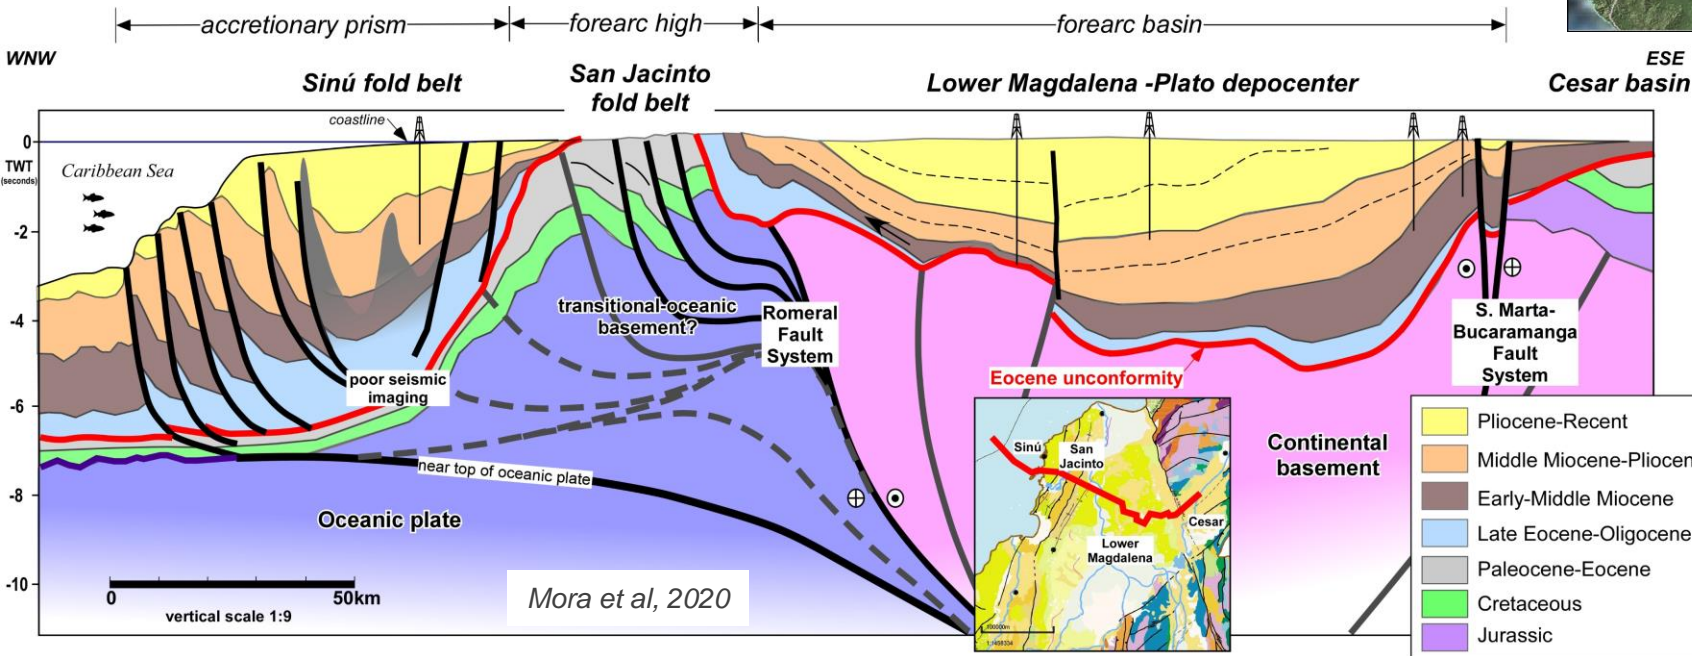 accretionary prism
forearc high
forearc basin
WNW
ESE
Sinú fold belt
San Jacinto
fold belt
Lower Magdalena -Plato depocenter
Cesar basin
coastline
0
TWT
(seconds)
-2
-4
-6
-8
-10
Caribbean Sea
transitional-oceanic
basement?
Romeral
Fault
System
S. Marta-
Bucaramanga
Fault
System
poor seismic
imaging
Eocene unconformity
near top of oceanic plate
Oceanic plate
Continental
basement
0
50km
vertical scale 1:9
Mora et al, 2020
Sinú
San
Jacinto
Cesar
Lower
Magdalena
Pliocene-Recent
Middle Miocene-Pliocen
Early-Middle Miocene
Late Eocene-Oligocene
Paleocene-Eocene
Cretaceous
Jurassic